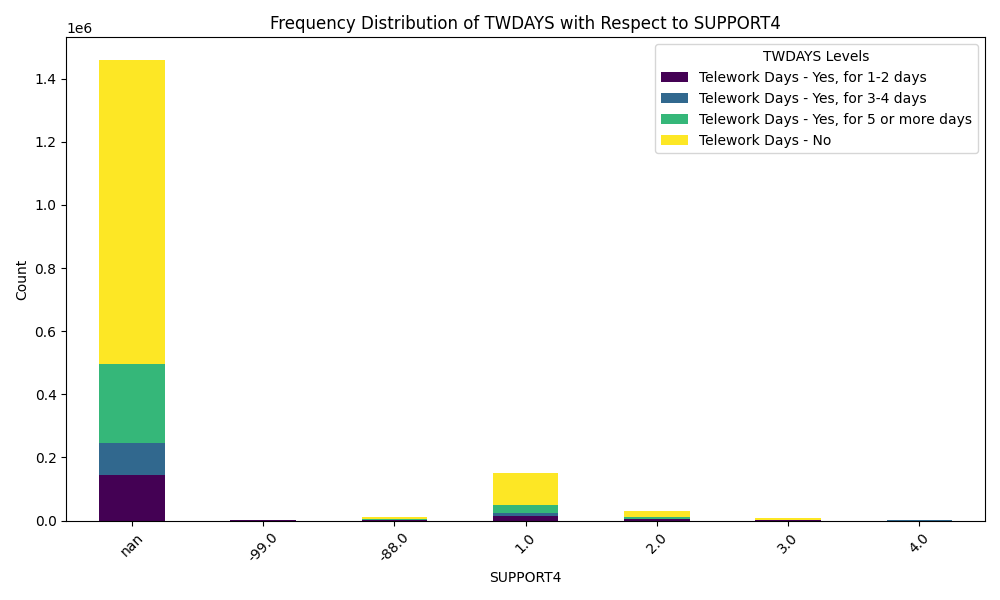 Frequency Distribution of TWDAYS with Respect to SUPPORT4
1e6
TWDAYS Levels
Telework Days - Yes, for 1-2 days
Telework Days - Yes, for 3-4 days
Telework Days - Yes, for 5 or more days
Telework Days - No
Count
1.4
1.2
1.0
0.8
0.6
0.4
0.2
0.0
nan
-99.0
-88.0
1.0
2.0
3.0
4.0
SUPPORT4